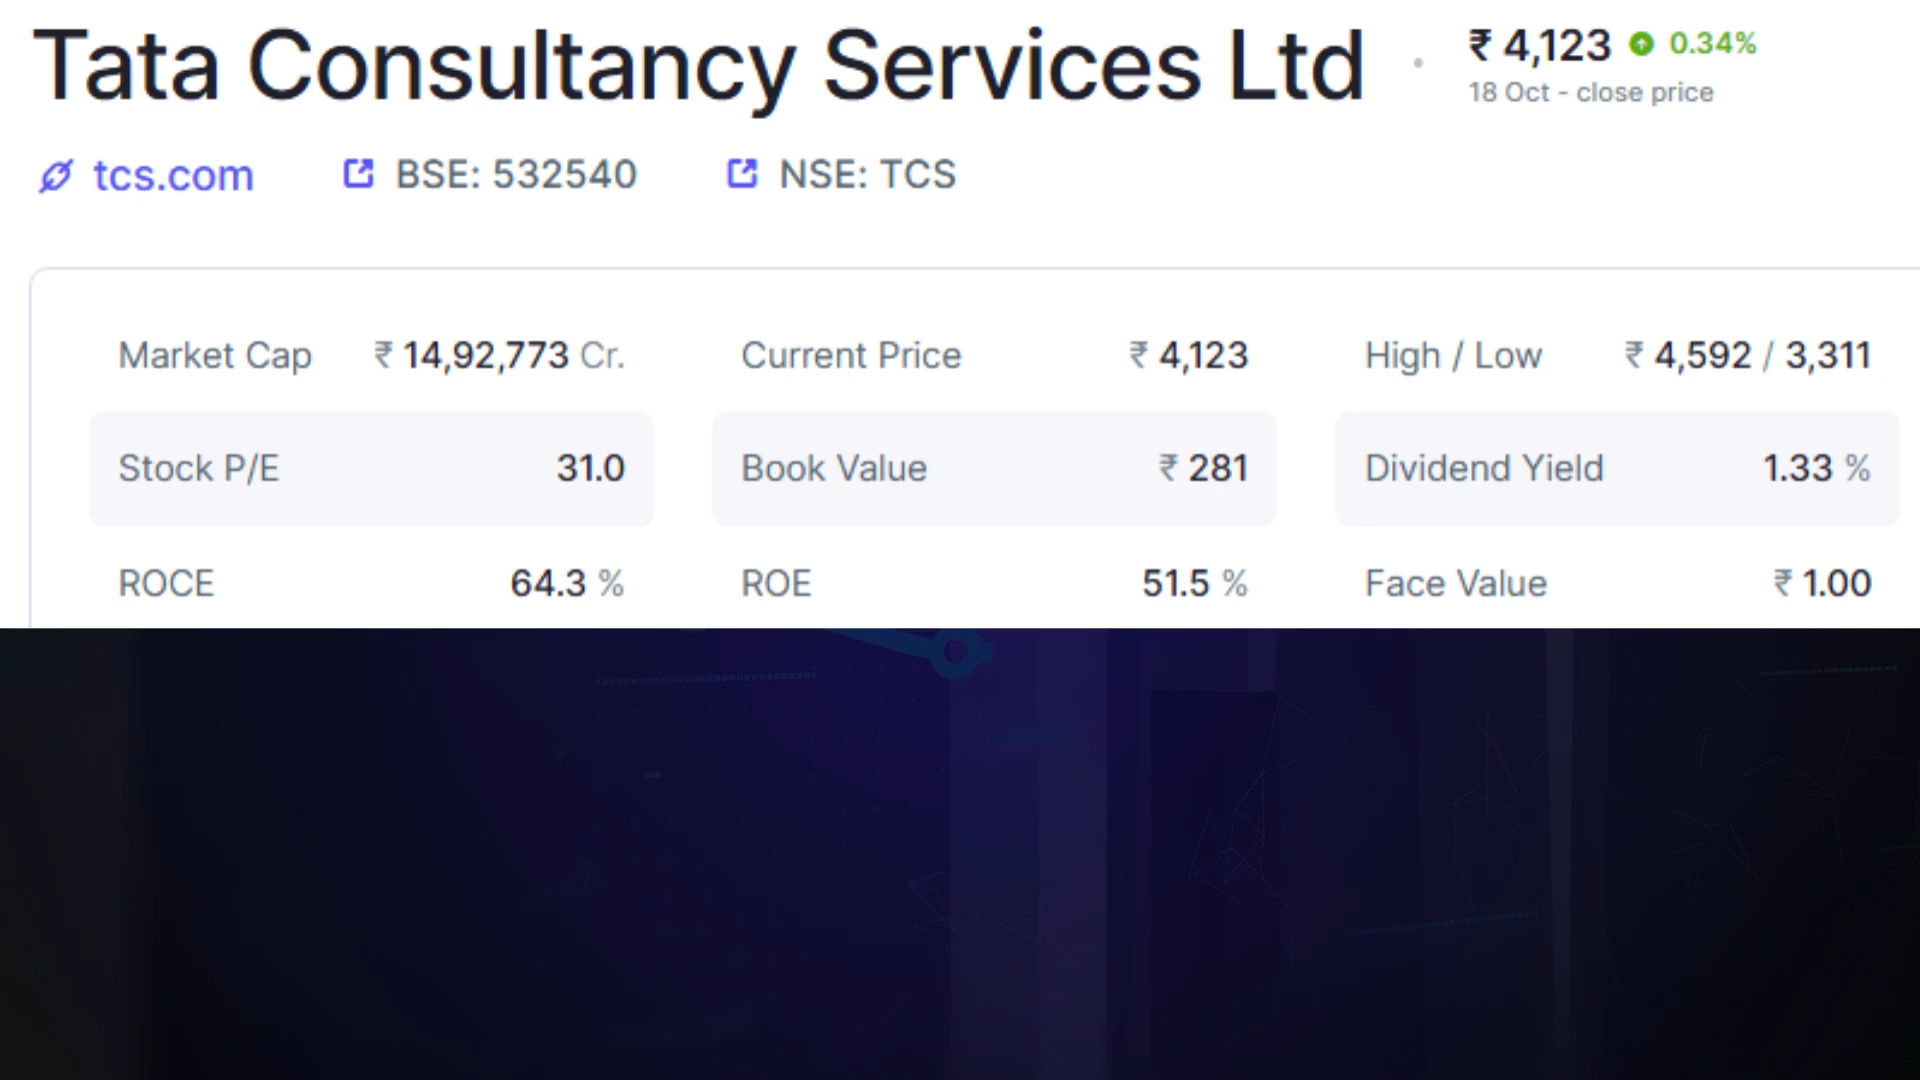 Tata Consultancy Services Ltd
₹ 4,123 0.34%
18 Oct - close price
tcs.com BSE: 532540 NSE: TCS
Market Cap ₹ 14,92,773 Cr. Current Price ₹ 4,123 High / Low ₹ 4,592 / 3,311
Stock P/E 31.0 Book Value ₹ 281 Dividend Yield 1.33 %
ROCE 64.3 % ROE 51.5 % Face Value ₹ 1.00